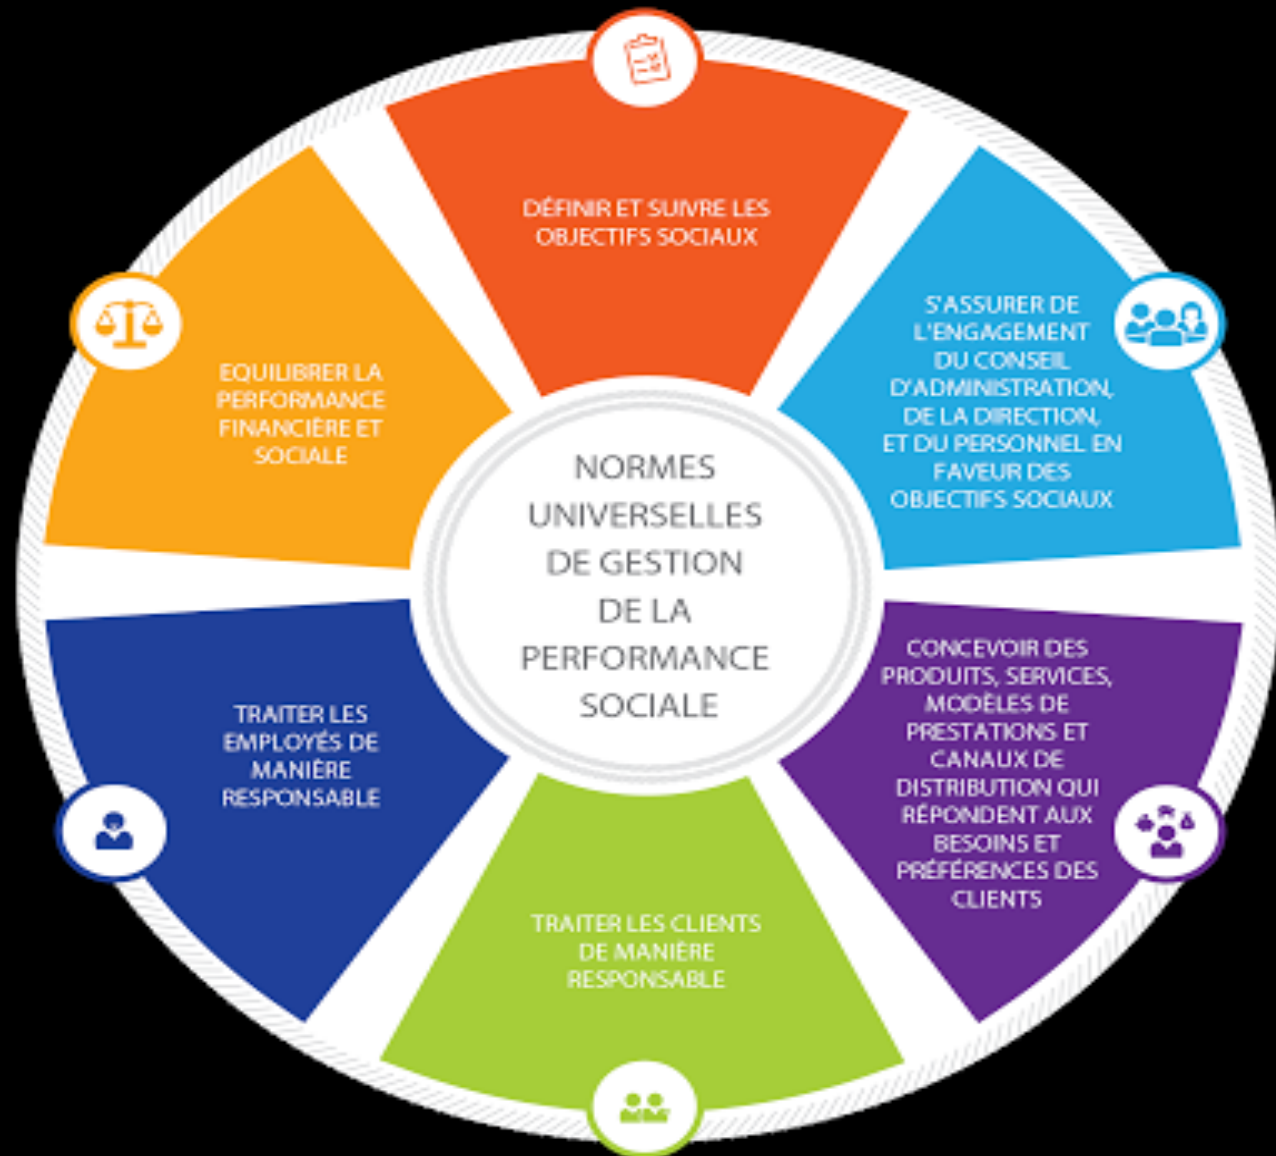 DÉFINIR ET SUIVRE LES
OBJECTIFS SOCIAUX
S'ASSURER DE
L'ENGAGEMENT
DU CONSEIL
D'ADMINISTRATION,
DE LA DIRECTION,
ET DU PERSONNEL EN
FAVEUR DES
OBJECTIFS SOCIAUX
CONCEVOIR DES
PRODUITS, SERVICES,
MODÈLES DE
PRESTATIONS ET
CANAUX DE
DISTRIBUTION QUI
RÉPONDENT AUX
BESOINS ET
PRÉFÉRENCES DES
CLIENTS
TRAITER LES CLIENTS
DE MANIÈRE
RESPONSABLE
TRAITER LES
EMPLOYÉS DE
MANIÈRE
RESPONSABLE
EQUILIBRER LA
PERFORMANCE
FINANCIÈRE ET
SOCIALE
NORMES
UNIVERSELLES
DE GESTION
DE LA
PERFORMANCE
SOCIALE